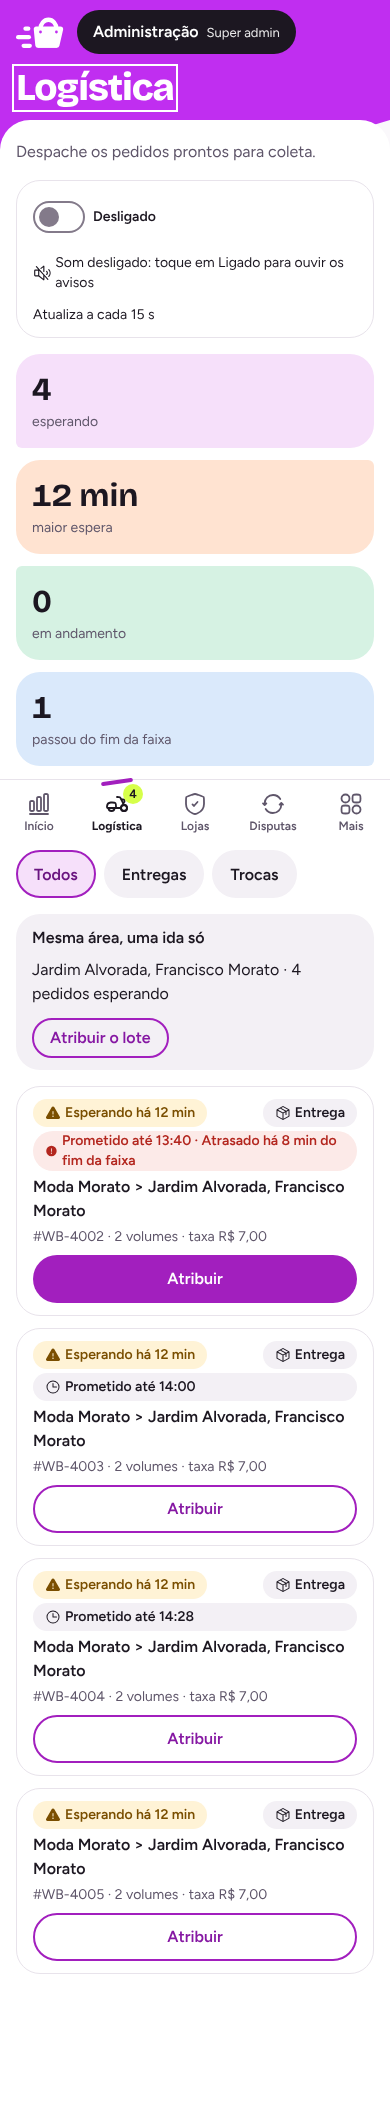 Administração Super admin
Logística
Despache os pedidos prontos para coleta.
Desligado
Som desligado: toque em Ligado para ouvir os
avisos
Atualiza a cada 15 s
4
esperando
12 min
maior espera
0
em andamento
1
passou do fim da faixa
4
Início Logística Lojas Disputas Mais
Todos Entregas Trocas
Mesma área, uma ida só
Jardim Alvorada, Francisco Morato · 4
pedidos esperando
Atribuir o lote
Esperando há 12 min Entrega
Prometido até 13:40 · Atrasado há 8 min do
fim da faixa
Moda Morato > Jardim Alvorada, Francisco
Morato
#WB-4002 · 2 volumes · taxa R$ 7,00
Atribuir
Esperando há 12 min Entrega
Prometido até 14:00
Moda Morato > Jardim Alvorada, Francisco
Morato
#WB-4003 · 2 volumes · taxa R$ 7,00
Atribuir
Esperando há 12 min Entrega
Prometido até 14:28
Moda Morato > Jardim Alvorada, Francisco
Morato
#WB-4004 · 2 volumes · taxa R$ 7,00
Atribuir
Esperando há 12 min Entrega
Moda Morato > Jardim Alvorada, Francisco
Morato
#WB-4005 · 2 volumes · taxa R$ 7,00
Atribuir